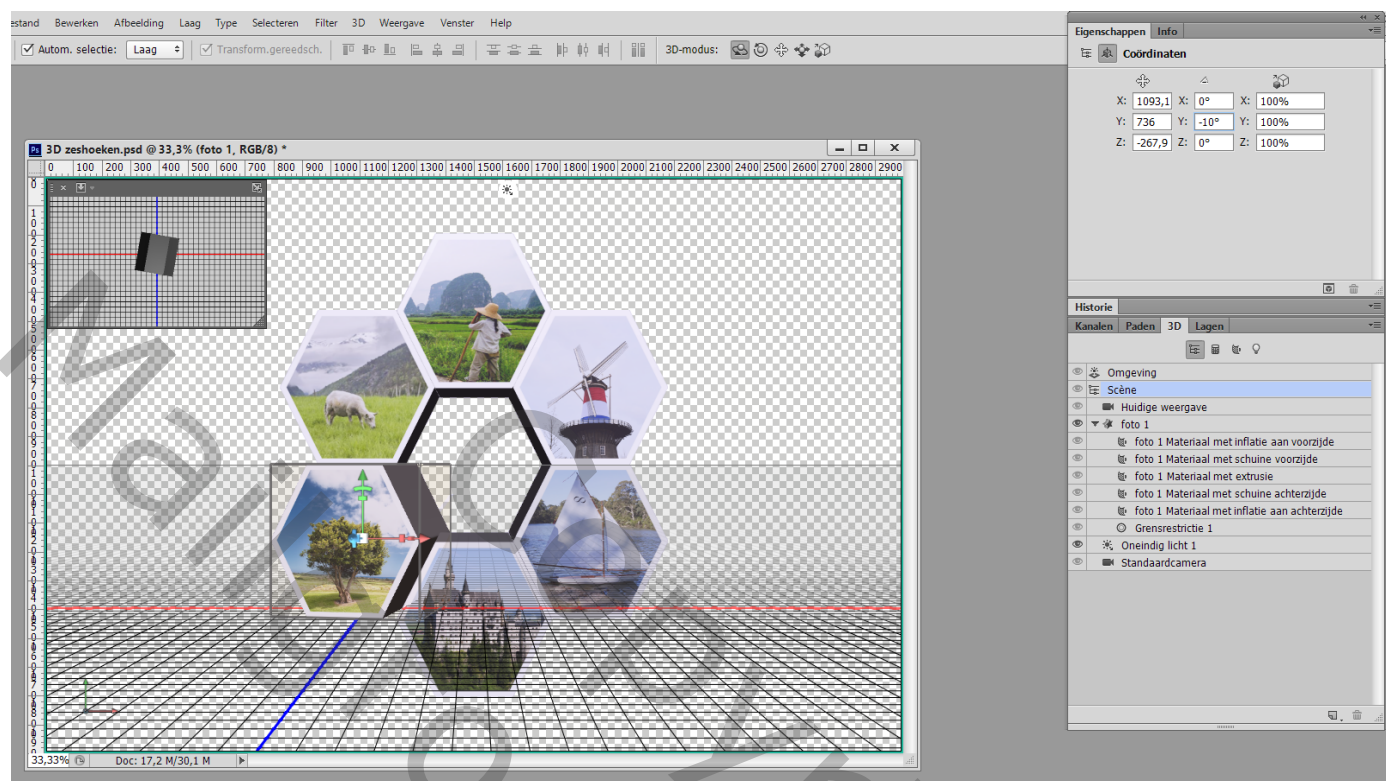 estand Bewerken Afbeelding Laag Type Selecteren Filter 3D Weergave Venster Help
Autom. selectie: Laag Transform.gereedsch. 3D-modus:
Eigenschappen Info
Coördinaten
X: 1093,1 X: 0° X: 100%
Y: 736 Y: -10° Y: 100%
Z: -267,9 Z: 0° Z: 100%
Ps 3D zeshoeken.psd @ 33,3% (foto 1, RGB/8) *
0 100 200 300 400 500 600 700 800 900 1000 1100 1200 1300 1400 1500 1600 1700 1800 1900 2000 2100 2200 2300 2400 2500 2600 2700 2800 2900
Historie
Kanalen Paden 3D Lagen
Omgeving
Scène
Huidige weergave
foto 1
foto 1 Materiaal met inflatie aan voorzijde
foto 1 Materiaal met schuine voorzijde
foto 1 Materiaal met extrusie
foto 1 Materiaal met schuine achterzijde
foto 1 Materiaal met inflatie aan achterzijde
Grensrestrictie 1
Oneindig licht 1
Standaardcamera
33,33% Doc: 17,2 M/30,1 M